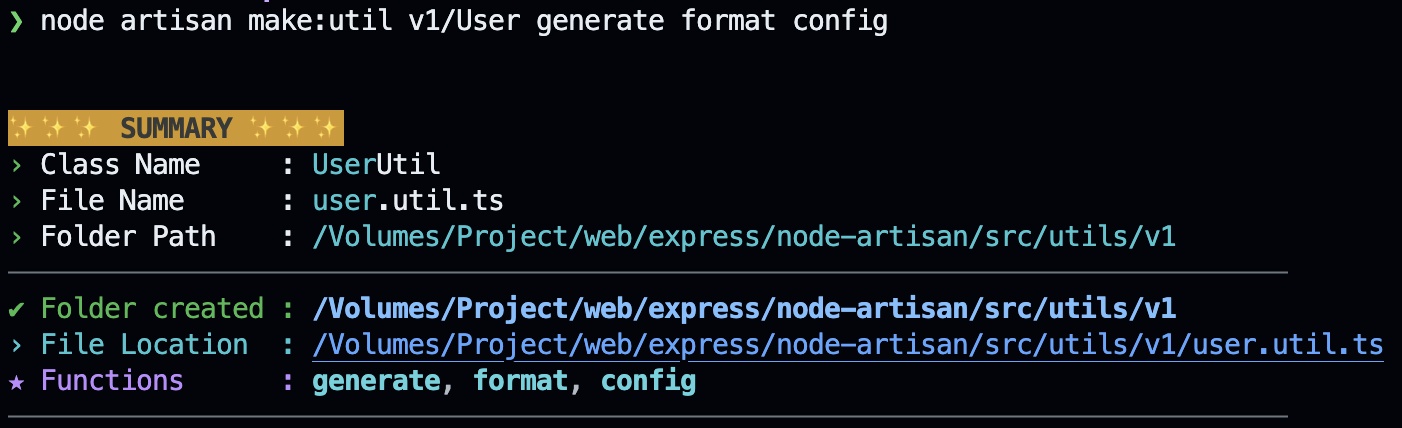 ❯ node artisan make:util v1/User generate format config
✨✨✨ SUMMARY ✨✨✨
› Class Name : UserUtil
› File Name : user.util.ts
› Folder Path : /Volumes/Project/web/express/node-artisan/src/utils/v1
✔ Folder created : /Volumes/Project/web/express/node-artisan/src/utils/v1
› File Location : /Volumes/Project/web/express/node-artisan/src/utils/v1/user.util.ts
★ Functions : generate, format, config